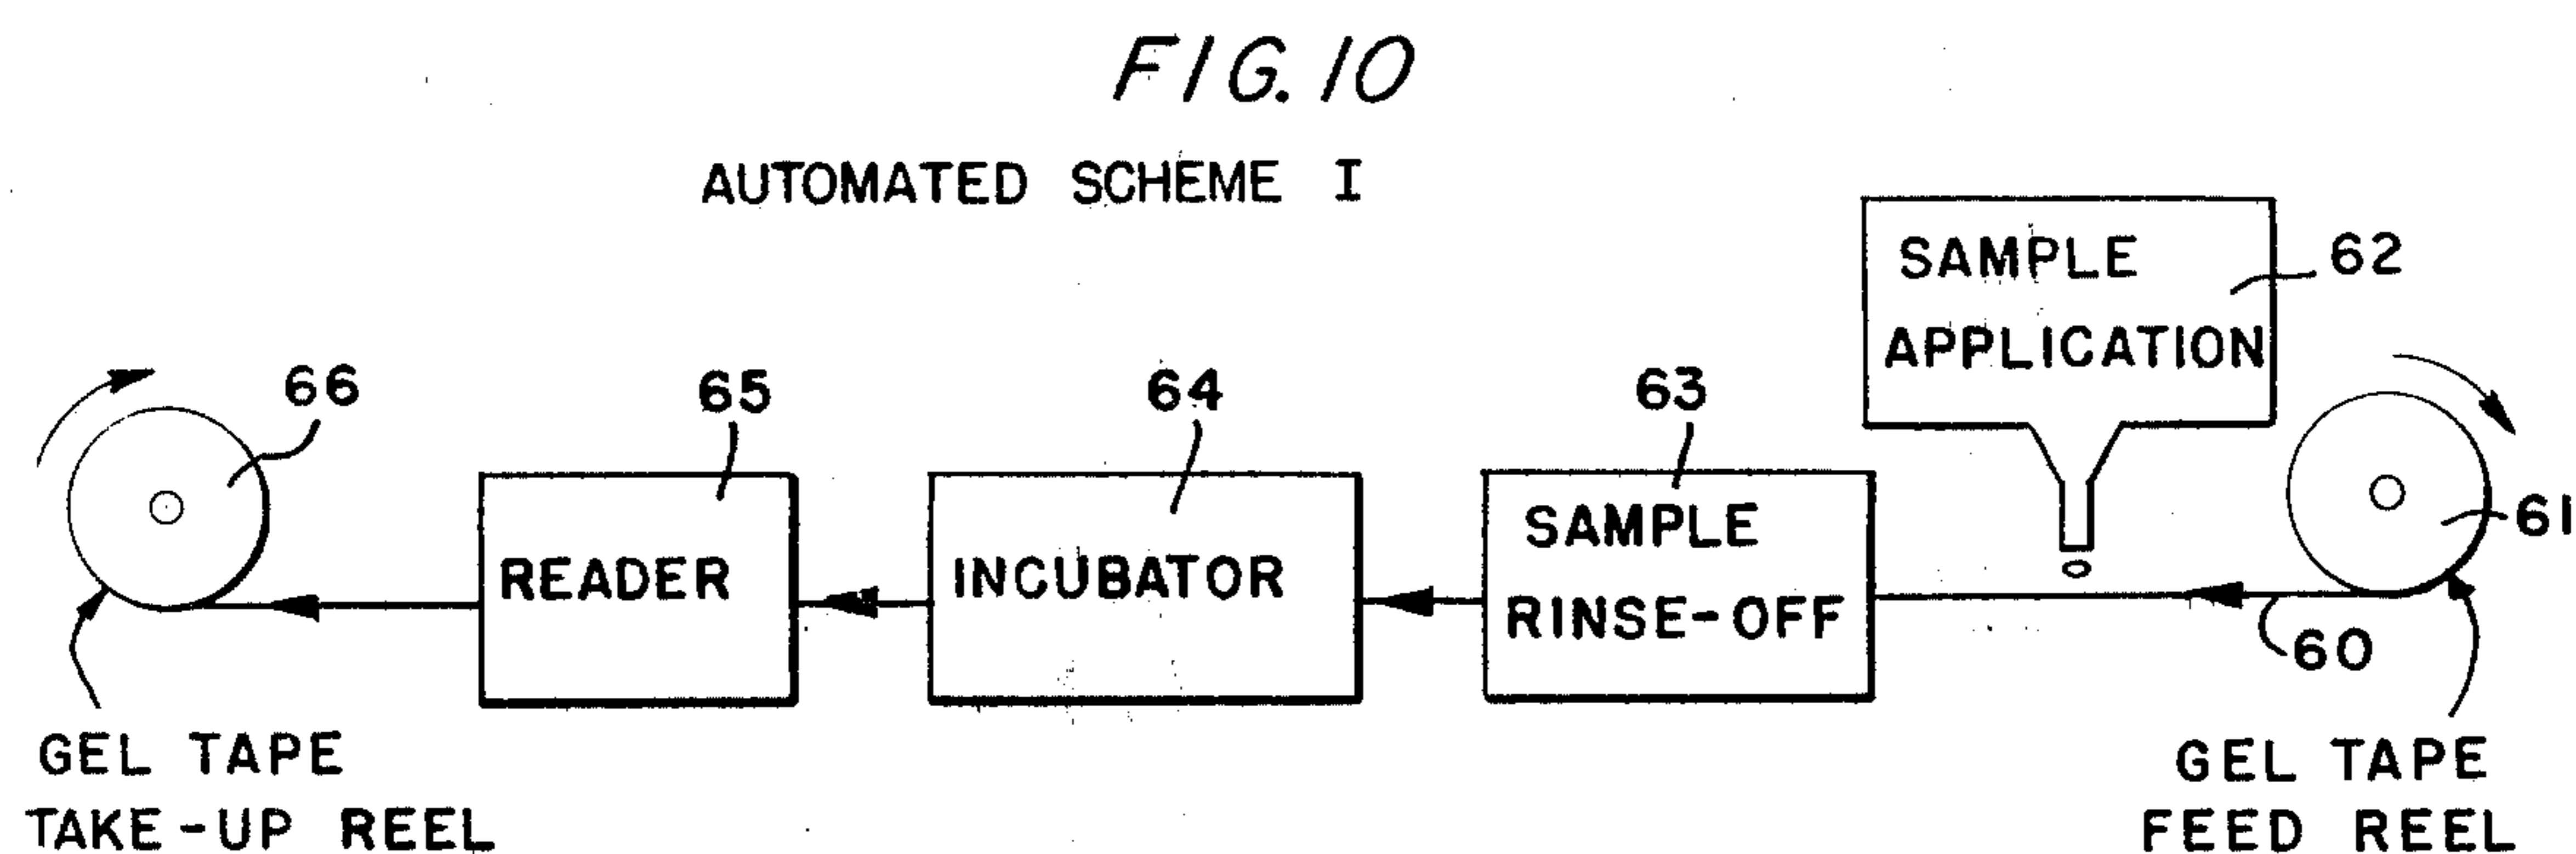 FIG. 10
AUTOMATED SCHEME I
SAMPLE
APPLICATION
62
66
65
64
63
61
READER
INCUBATOR
SAMPLE
RINSE-OFF
60
GEL TAPE
TAKE-UP REEL
GEL TAPE
FEED REEL